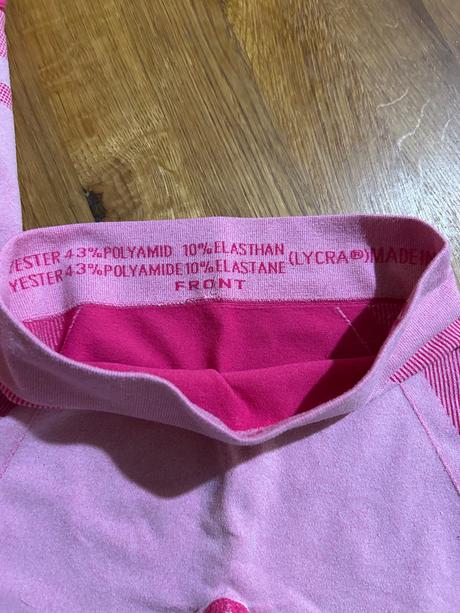 YESTER 43% POLYAMID 10% ELASTHAN (LYCRA®) MADE IN
YESTER 43% POLYAMIDE 10% ELASTANE
FRONT